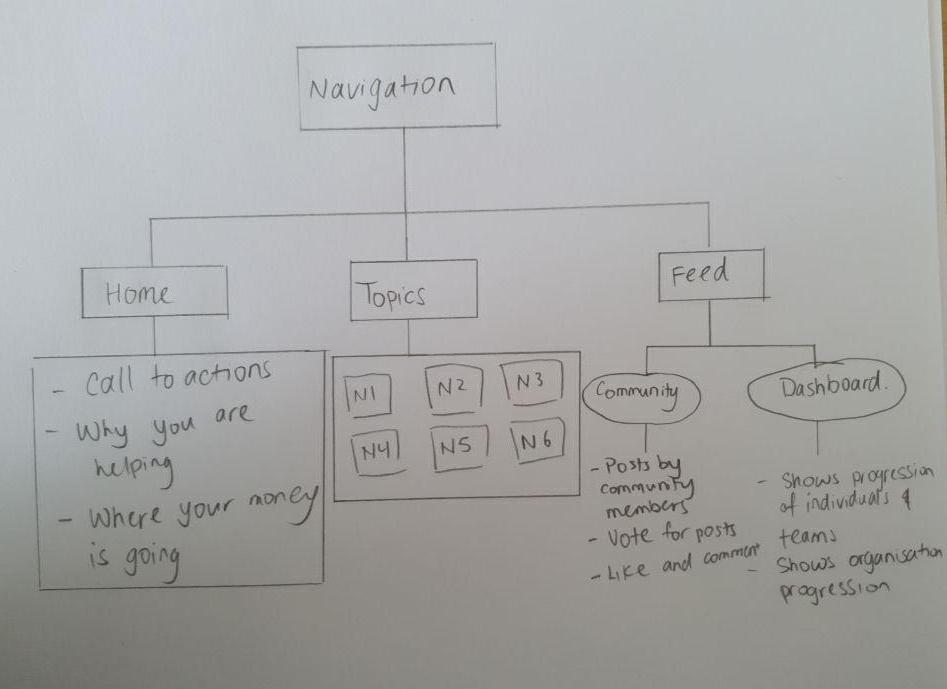 Navigation
Home
Topics
Feed
- Call to actions
- Why you are
helping
- Where your money
is going
N1 N2 N3
N4 N5 N6
Community
- Posts by
community
members
- Vote for posts
- Like and comment
Dashboard.
- Shows progression
of individuals &
teams
- Shows organisation
progression